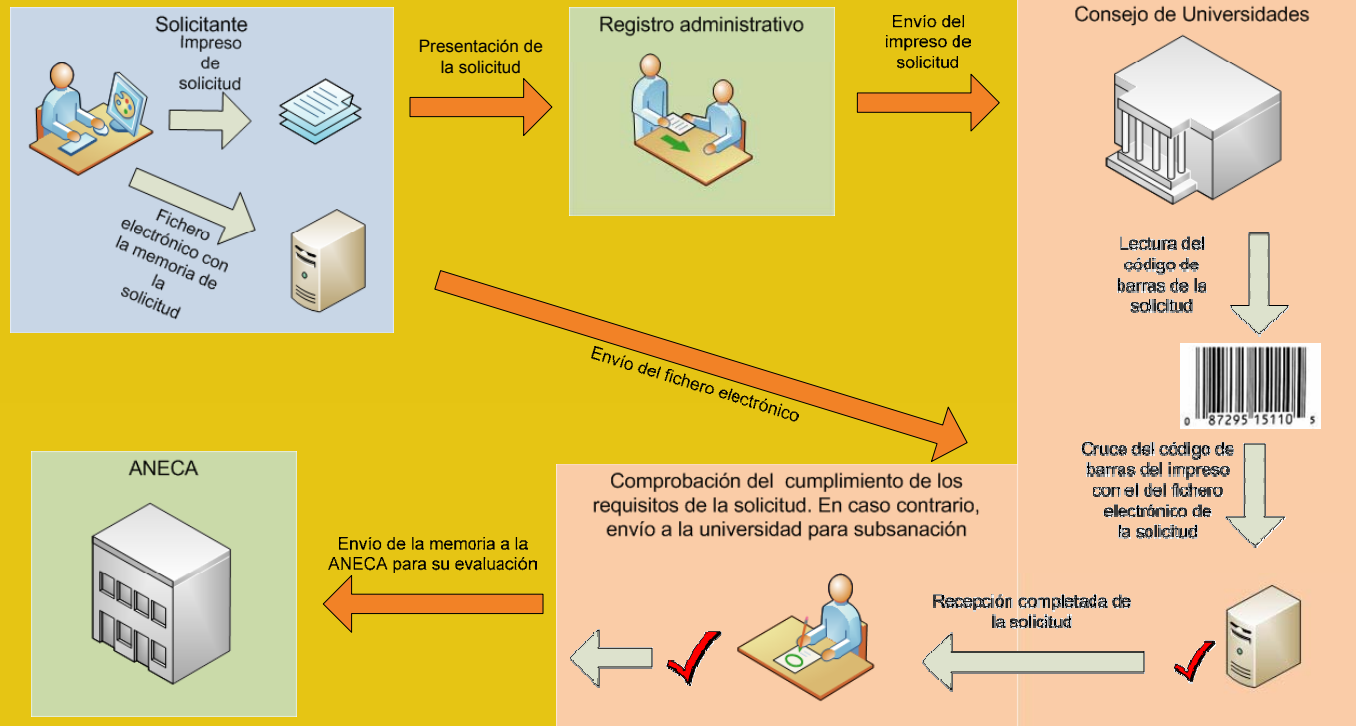 Solicitante
Impreso
de
solicitud
Fichero
electrónico con
la memoria de
la
solicitud
Presentación de
la solicitud
Registro administrativo
Envío del
impreso de
solicitud
Consejo de Universidades
Lectura del
código de
barras de la
solicitud
0 87295 15110 5
Cruce del código de
barras del impreso
con el del fichero
electrónico de
la solicitud
Envío del fichero electrónico
Recepción completada de
la solicitud
Comprobación del cumplimiento de los
requisitos de la solicitud. En caso contrario,
envío a la universidad para subsanación
Envío de la memoria a la
ANECA para su evaluación
ANECA